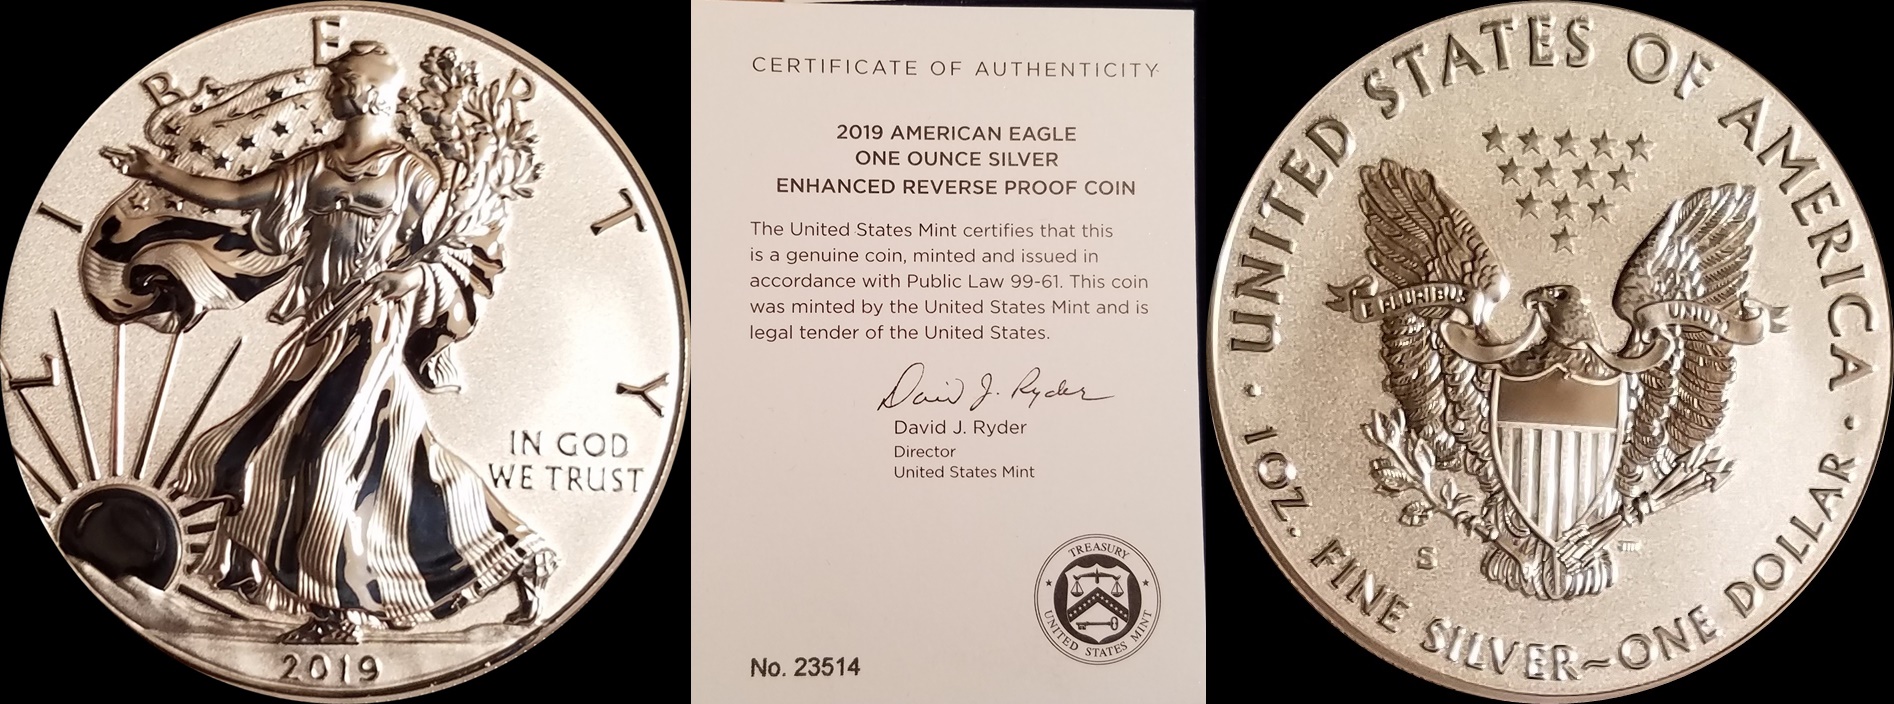 LIBERTY
IN GOD
WE TRUST
2019
CERTIFICATE OF AUTHENTICITY
2019 AMERICAN EAGLE
ONE OUNCE SILVER
ENHANCED REVERSE PROOF COIN
The United States Mint certifies that this
is a genuine coin, minted and issued in
accordance with Public Law 99-61. This coin
was minted by the United States Mint and is
legal tender of the United States.
David J. Ryder
David J. Ryder
Director
United States Mint
TREASURY
UNITED STATES MINT
No. 23514
UNITED STATES OF AMERICA
E PLURIBUS UNUM
S
1 OZ. FINE SILVER~ONE DOLLAR